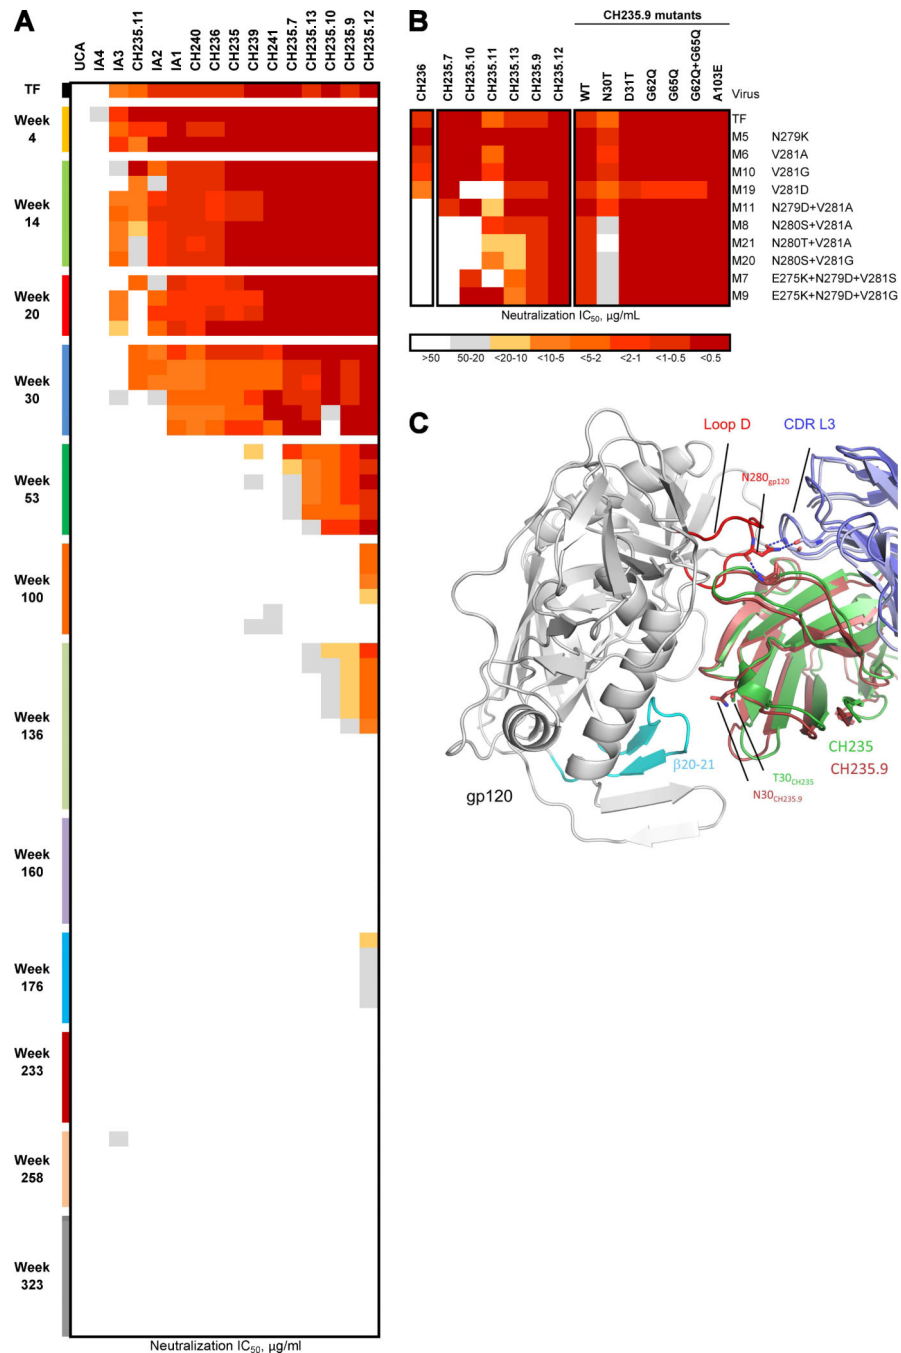 A
UCA
IA4
IA3
CH235.11
IA2
IA1
CH240
CH236
CH235
CH239
CH241
CH235.7
CH235.13
CH235.10
CH235.9
CH235.12
TF
Week
4
Week
14
Week
20
Week
30
Week
53
Week
100
Week
136
Week
160
Week
176
Week
233
Week
258
Week
323
Neutralization IC50, µg/ml
B
CH235.9 mutants
CH236
CH235.7
CH235.10
CH235.11
CH235.13
CH235.9
CH235.12
WT
N30T
D31T
G62Q
G65Q
G62Q+G65Q
A103E
Virus
TF
M5 N279K
M6 V281A
M10 V281G
M19 V281D
M11 N279D+V281A
M8 N280S+V281A
M21 N280T+V281A
M20 N280S+V281G
M7 E275K+N279D+V281S
M9 E275K+N279D+V281G
Neutralization IC50, µg/mL
>50 50-20 <20-10 <10-5 <5-2 <2-1 <1-0.5 <0.5
C
Loop D
CDR L3
N280gp120
β20-21
gp120
CH235
CH235.9
T30CH235
N30CH235.9